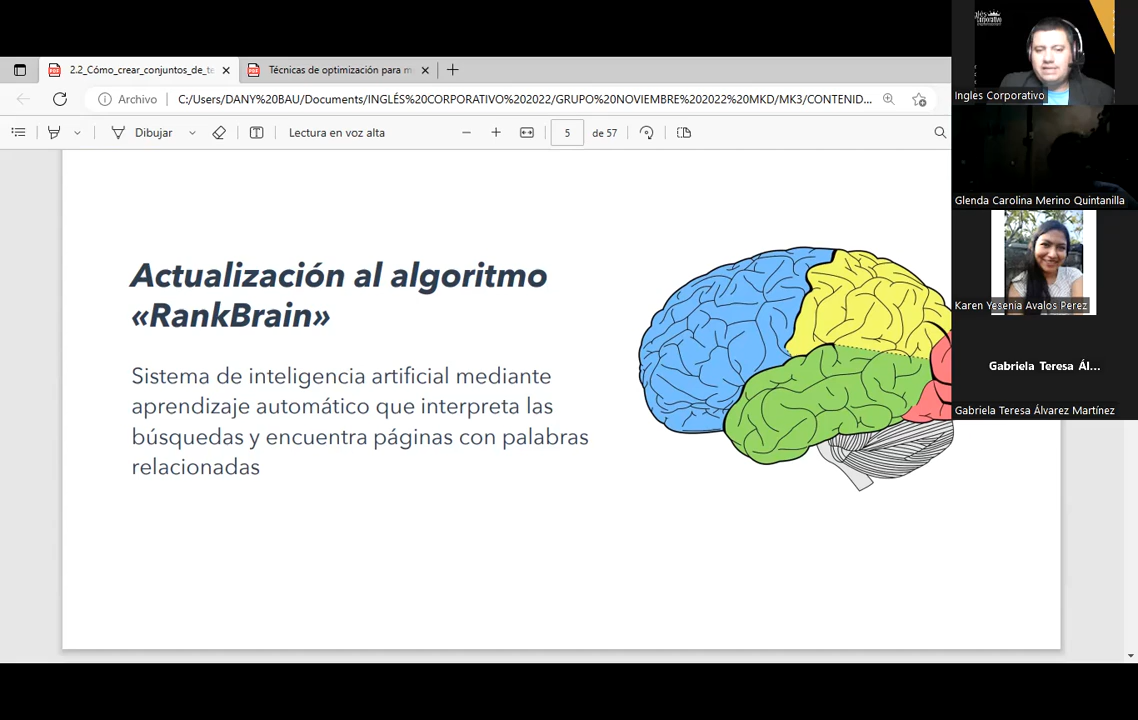 2.2_Cómo_crear_conjuntos_de_te
Técnicas de optimización para m
Archivo
C:/Users/DANY%20BAU/Documents/INGLÉS%20CORPORATIVO%202022/GRUPO%20NOVIEMBRE%202022%20MKD/MK3/CONTENID...
Dibujar
Lectura en voz alta
5
de 57
Actualización al algoritmo
«RankBrain»
Sistema de inteligencia artificial mediante
aprendizaje automático que interpreta las
búsquedas y encuentra páginas con palabras
relacionadas
Ingles Corporativo
Glenda Carolina Merino Quintanilla
Karen Yesenia Avalos Perez
Gabriela Teresa Ál...
Gabriela Teresa Álvarez Martínez